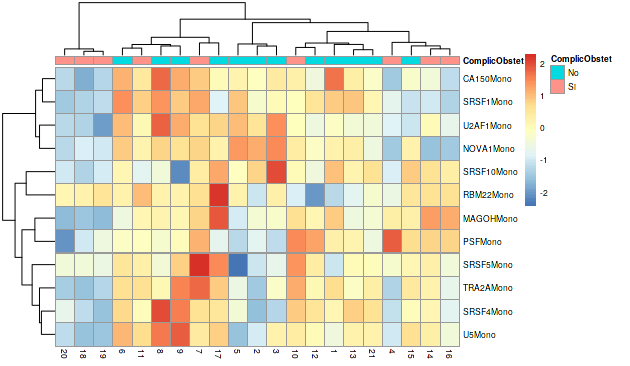 ComplicObstet
CA150Mono
SRSF1Mono
U2AF1Mono
NOVA1Mono
SRSF10Mono
RBM22Mono
MAGOHMono
PSFMono
SRSF5Mono
TRA2AMono
SRSF4Mono
U5Mono
20 18 19 6 11 8 9 7 17 5 2 3 10 12 1 13 21 4 15 14 16
2
1
0
-1
-2
ComplicObstet
No
SI